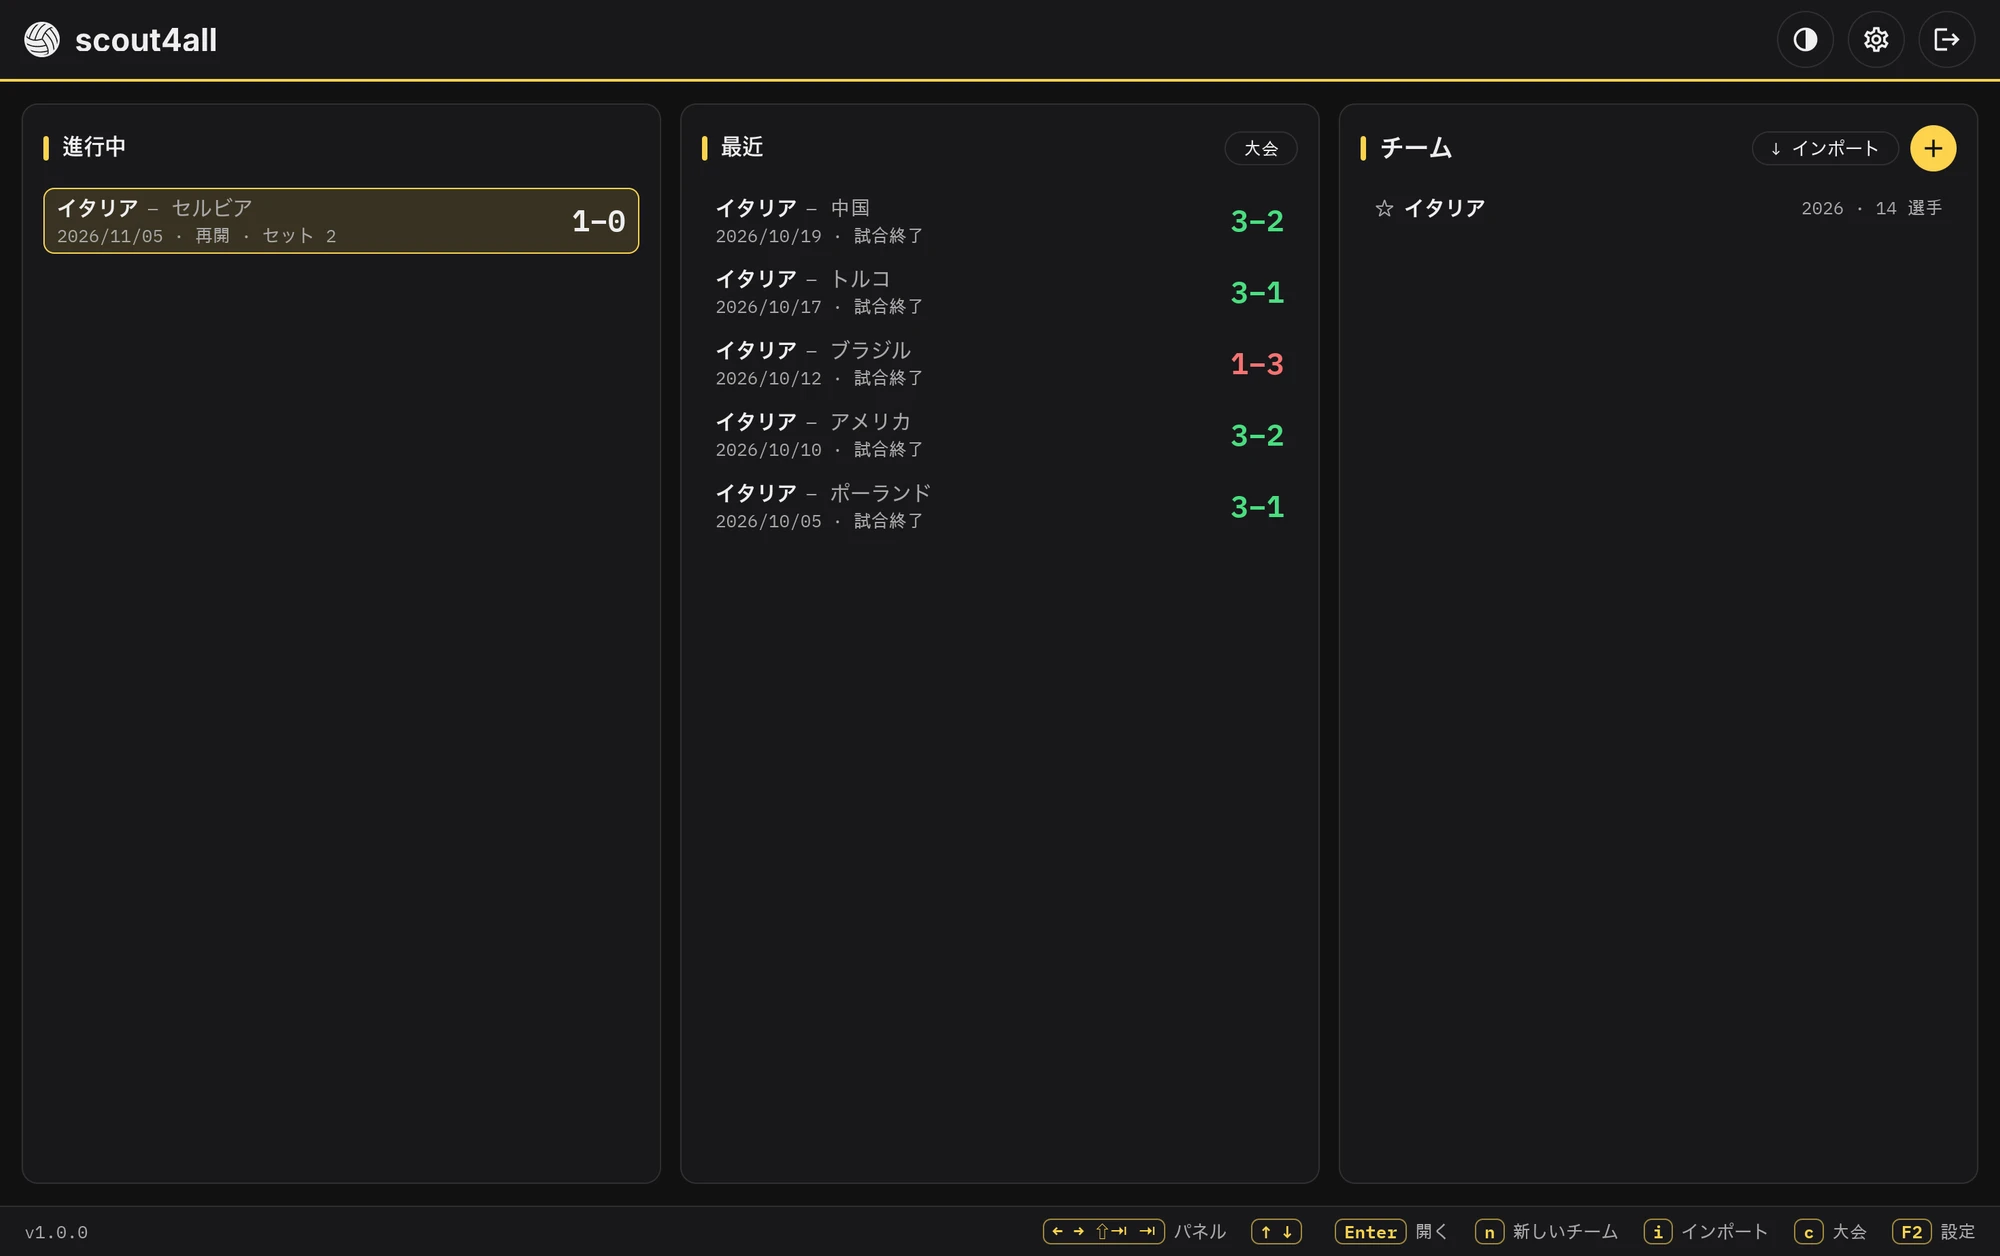 scout4all
進行中
イタリア – セルビア
2026/11/05 · 再開 · セット 2
1–0
最近
大会
イタリア – 中国
2026/10/19 · 試合終了
3–2
イタリア – トルコ
2026/10/17 · 試合終了
3–1
イタリア – ブラジル
2026/10/12 · 試合終了
1–3
イタリア – アメリカ
2026/10/10 · 試合終了
3–2
イタリア – ポーランド
2026/10/05 · 試合終了
3–1
チーム
↓ インポート
+
☆ イタリア
2026 · 14 選手
v1.0.0
← → ⇧⇥ ⇥ パネル ↑ ↓ Enter 開く n 新しいチーム i インポート c 大会 F2 設定